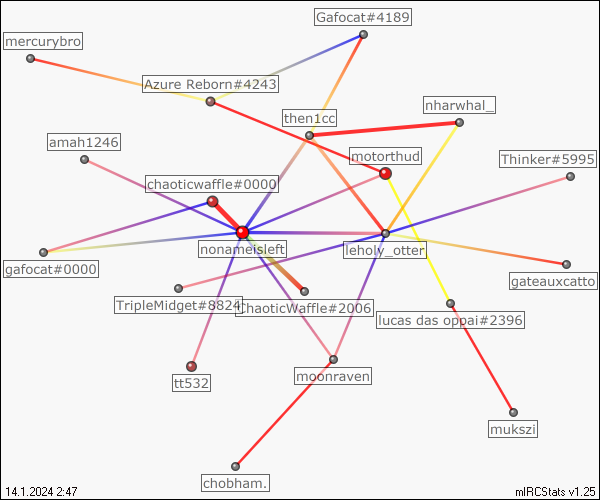 Gafocat#4189
mercurybro
Azure Reborn#4243
nharwhal_
then1cc
amah1246
motorthud
Thinker#5995
chaoticwaffle#0000
nonameisleft
leholy_otter
gafocat#0000
gateauxcatto
TripleMidget#8824
ChaoticWaffle#2006
lucas das oppai#2396
tt532
moonraven
mukszi
chobham.
14.1.2024 2:47
mIRCStats v1.25